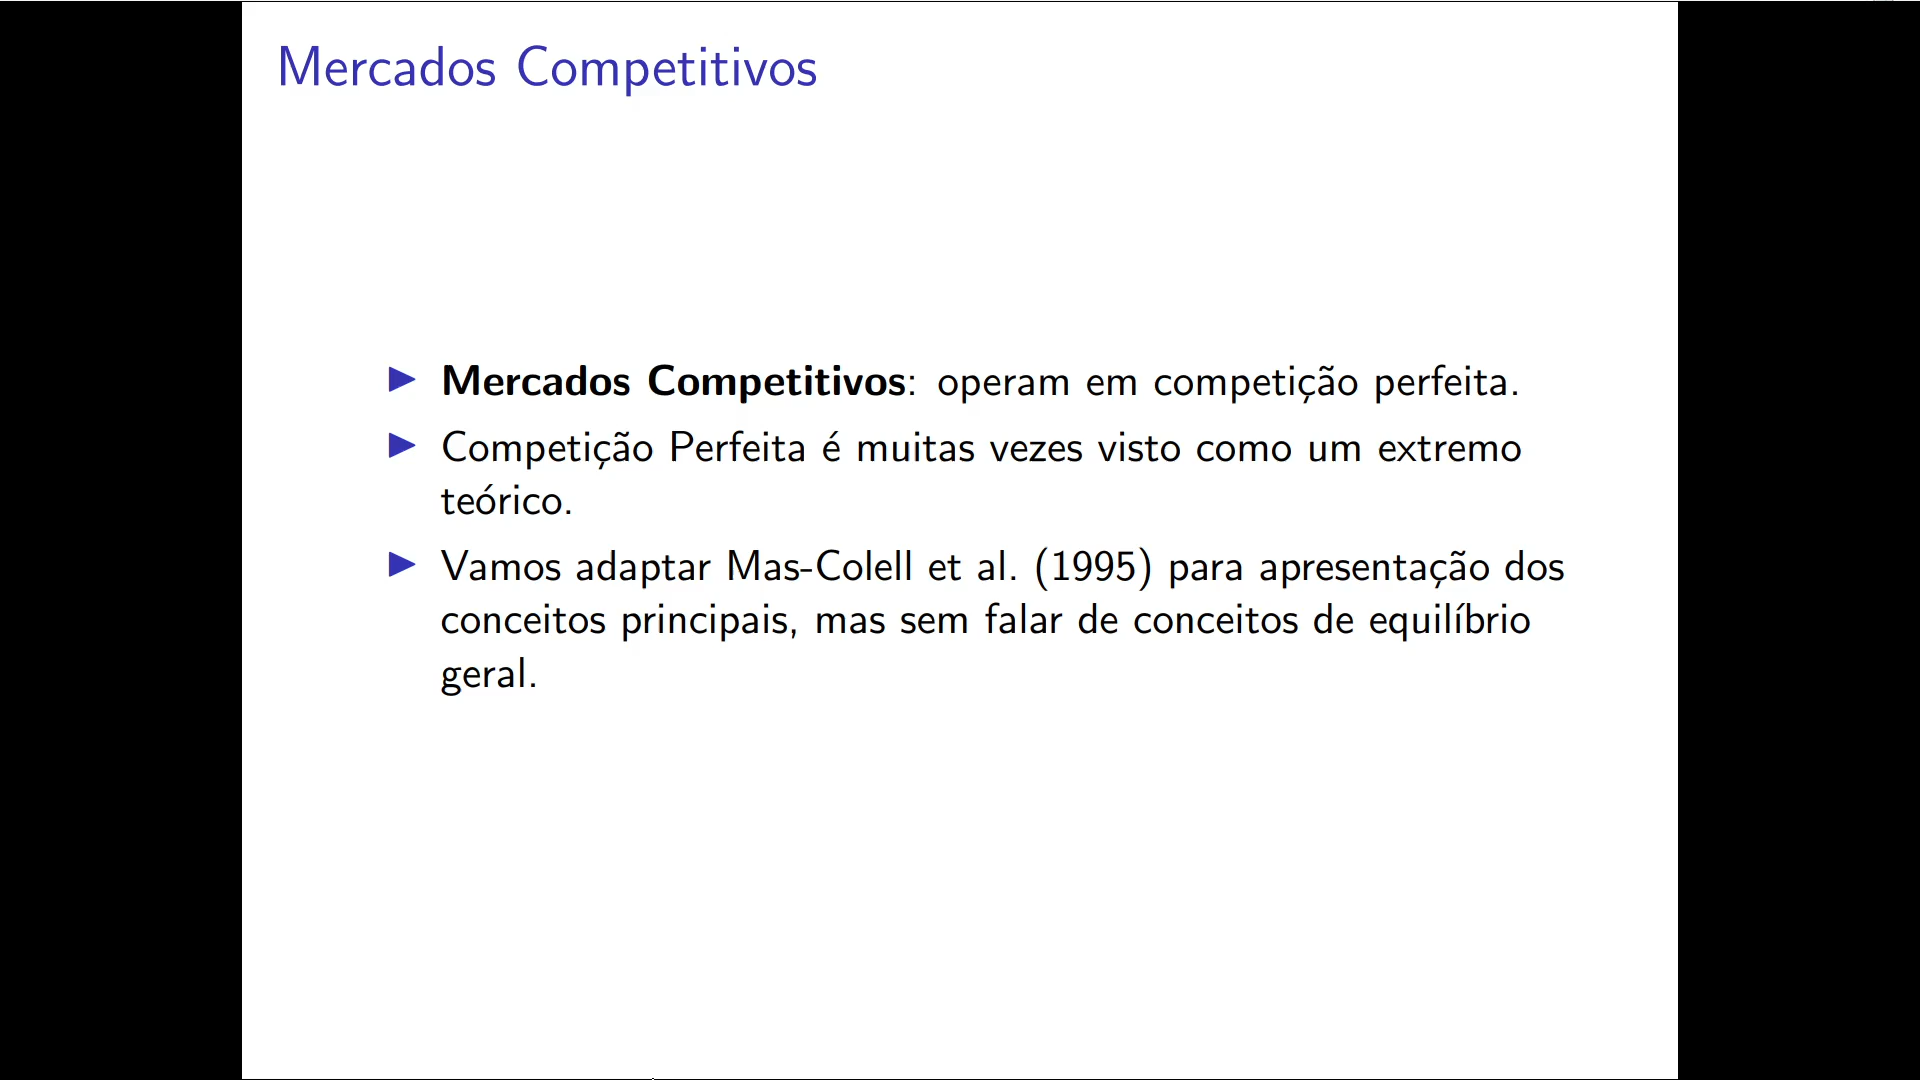 Mercados Competitivos
Mercados Competitivos: operam em competição perfeita.
Competição Perfeita é muitas vezes visto como um extremo
teórico.
Vamos adaptar Mas-Colell et al. (1995) para apresentação dos
conceitos principais, mas sem falar de conceitos de equilíbrio
geral.